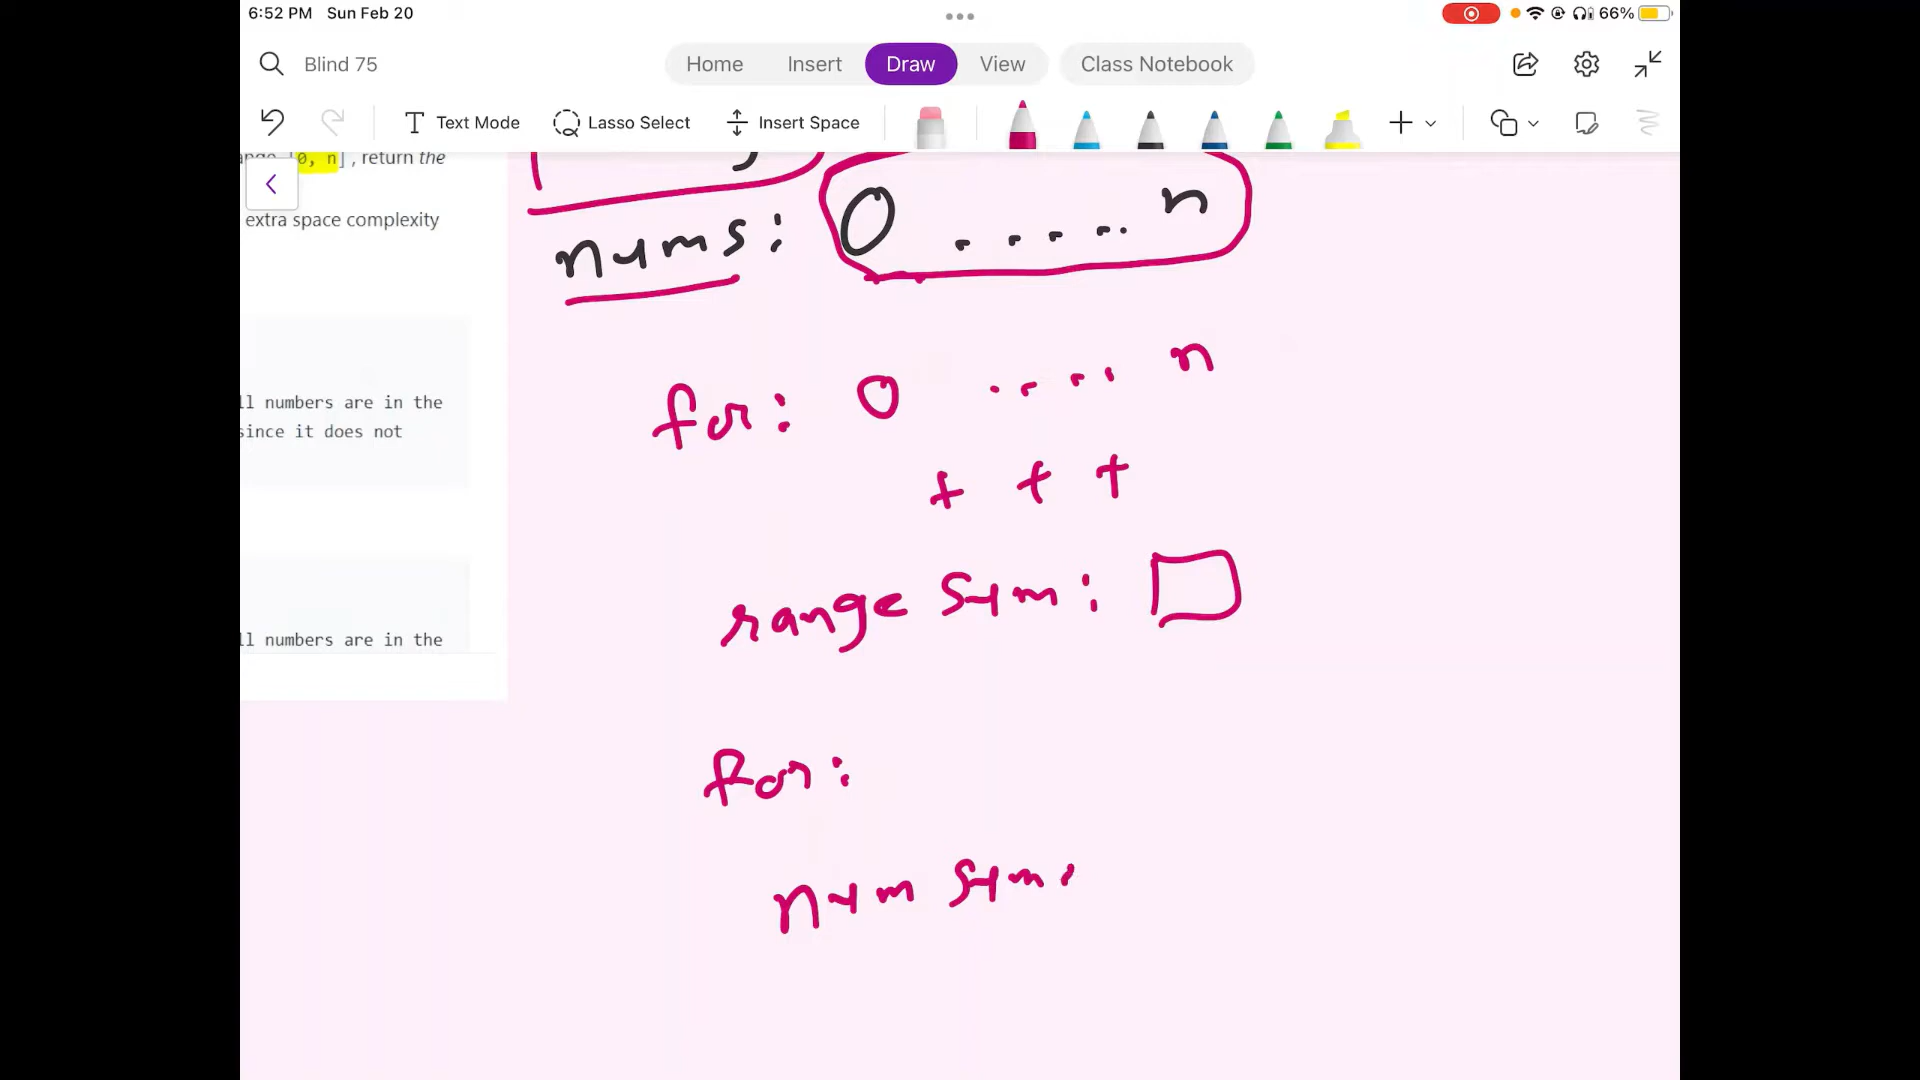 6:52 PM Sun Feb 20
66%
Blind 75
Home Insert Draw View Class Notebook
Text Mode Lasso Select Insert Space
[0, n], return the
extra space complexity
nums: 0 ..... n
for: 0 .... n
+ + +
ll numbers are in the
since it does not
range sum:
ll numbers are in the
for:
num sum.